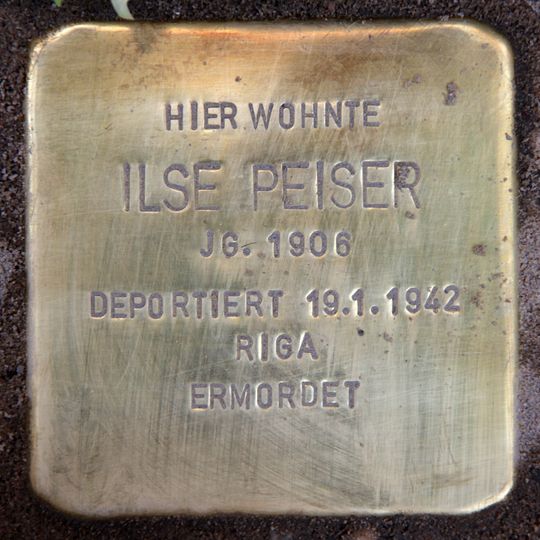 HIER WOHNTE
ILSE PEISER
JG. 1906
DEPORTIERT 19.1.1942
RIGA
ERMORDET